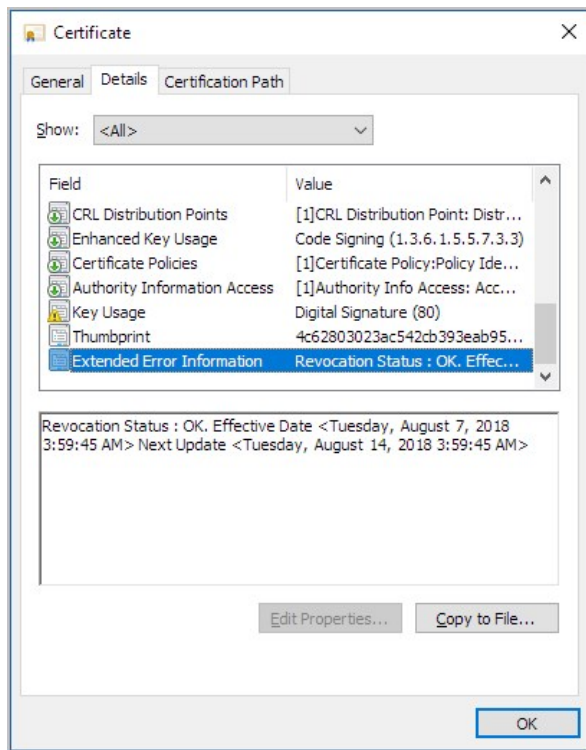 Certificate
General Details Certification Path
Show: <All>
Field Value
CRL Distribution Points [1]CRL Distribution Point: Distr...
Enhanced Key Usage Code Signing (1.3.6.1.5.5.7.3.3)
Certificate Policies [1]Certificate Policy:Policy Ide...
Authority Information Access [1]Authority Info Access: Acc...
Key Usage Digital Signature (80)
Thumbprint 4c62803023ac542cb393eab95...
Extended Error Information Revocation Status : OK. Effec...
Revocation Status : OK. Effective Date <Tuesday, August 7, 2018
3:59:45 AM> Next Update <Tuesday, August 14, 2018 3:59:45 AM>
Edit Properties... Copy to File...
OK